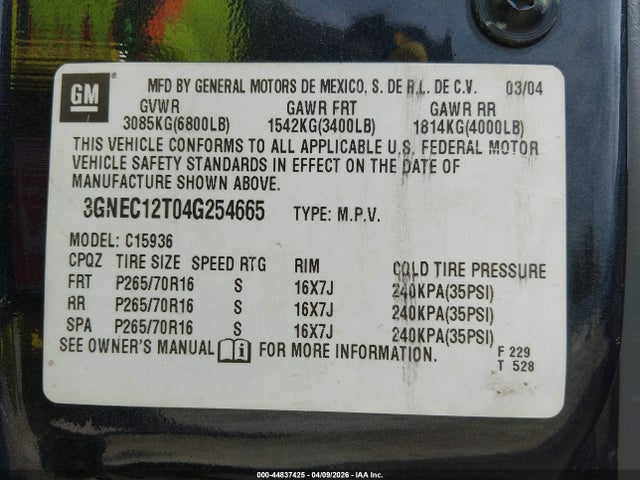 GM
MFD BY GENERAL MOTORS DE MEXICO, S. DE R.L. DE C.V. 03/04
GVWR GAWR FRT GAWR RR
3085KG(6800LB) 1542KG(3400LB) 1814KG(4000LB)
THIS VEHICLE CONFORMS TO ALL APPLICABLE U.S. FEDERAL MOTOR
VEHICLE SAFETY STANDARDS IN EFFECT ON THE DATE OF
MANUFACTURE SHOWN ABOVE.
3GNEC12T04G254665 TYPE: M.P.V.
MODEL: C15936
CPQZ TIRE SIZE SPEED RTG RIM COLD TIRE PRESSURE
FRT P265/70R16 S 16X7J 240KPA(35PSI)
RR P265/70R16 S 16X7J 240KPA(35PSI)
SPA P265/70R16 S 16X7J 240KPA(35PSI)
SEE OWNER'S MANUAL i FOR MORE INFORMATION. F 229
T 528
000-44837425 - 04/09/2026 - IAA Inc.